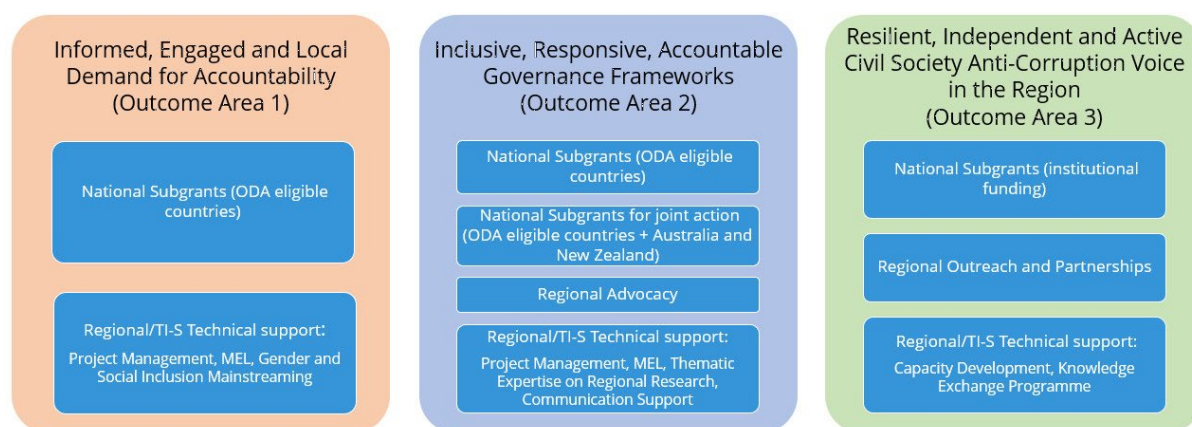 Informed, Engaged and Local
Demand for Accountability
(Outcome Area 1)
National Subgrants (ODA eligible
countries)
Regional/TI-S Technical support:
Project Management, MEL, Gender and
Social Inclusion Mainstreaming
Inclusive, Responsive, Accountable
Governance Frameworks
(Outcome Area 2)
National Subgrants (ODA eligible
countries)
National Subgrants for joint action
(ODA eligible countries + Australia and
New Zealand)
Regional Advocacy
Regional/TI-S Technical support:
Project Management, MEL, Thematic
Expertise on Regional Research,
Communication Support
Resilient, Independent and Active
Civil Society Anti-Corruption Voice
in the Region
(Outcome Area 3)
National Subgrants (institutional
funding)
Regional Outreach and Partnerships
Regional/TI-S Technical support:
Capacity Development, Knowledge
Exchange Programme